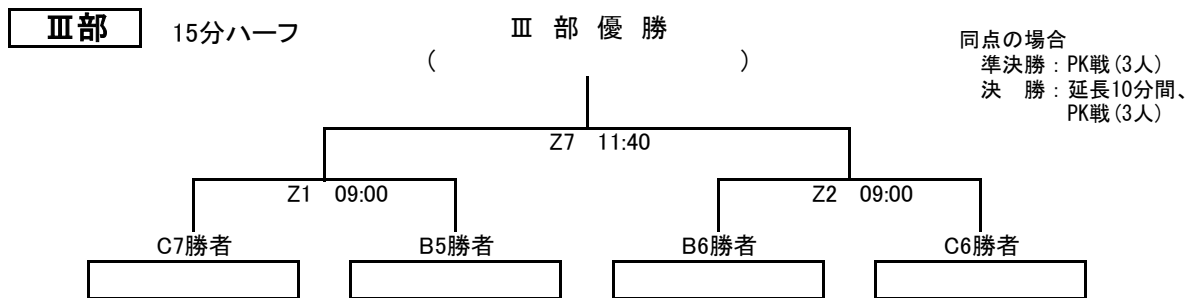 Ⅲ部 15分ハーフ
Ⅲ 部 優 勝
( )
同点の場合
準決勝：PK戦(3人)
決 勝：延長10分間、
PK戦(3人)
Z7 11:40
Z1 09:00 Z2 09:00
C7勝者 B5勝者 B6勝者 C6勝者